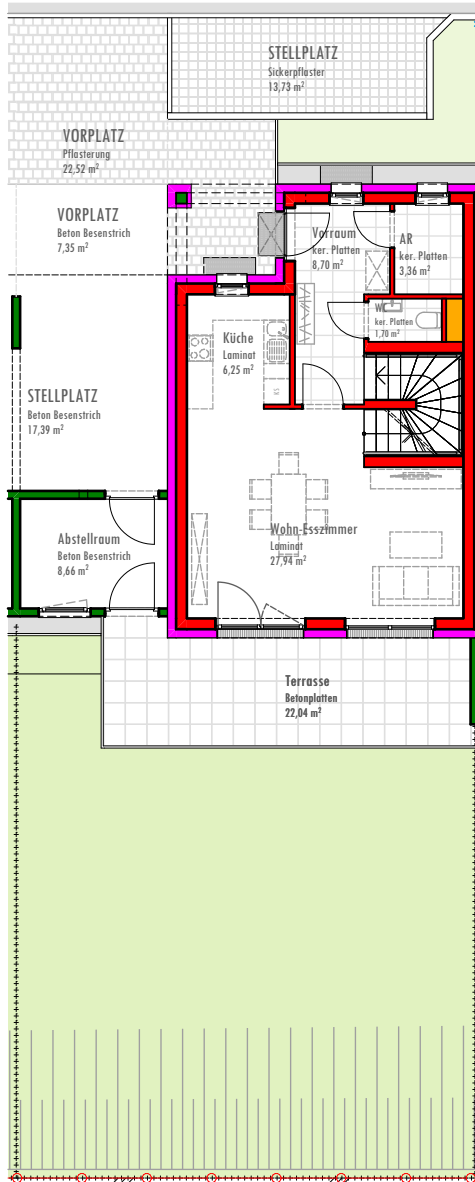 STELLPLATZ
Sickerpflaster
13,73 m²
VORPLATZ
Pflasterung
22,52 m²
VORPLATZ
Beton Besenstrich
7,35 m²
Vorraum
ker. Platten
8,70 m²
AR
ker. Platten
3,36 m²
WC
ker. Platten
1,70 m²
Küche
Laminat
6,25 m²
STELLPLATZ
Beton Besenstrich
17,39 m²
Wohn-Esszimmer
Laminat
27,94 m²
Abstellraum
Beton Besenstrich
8,66 m²
Terrasse
Betonplatten
22,04 m²